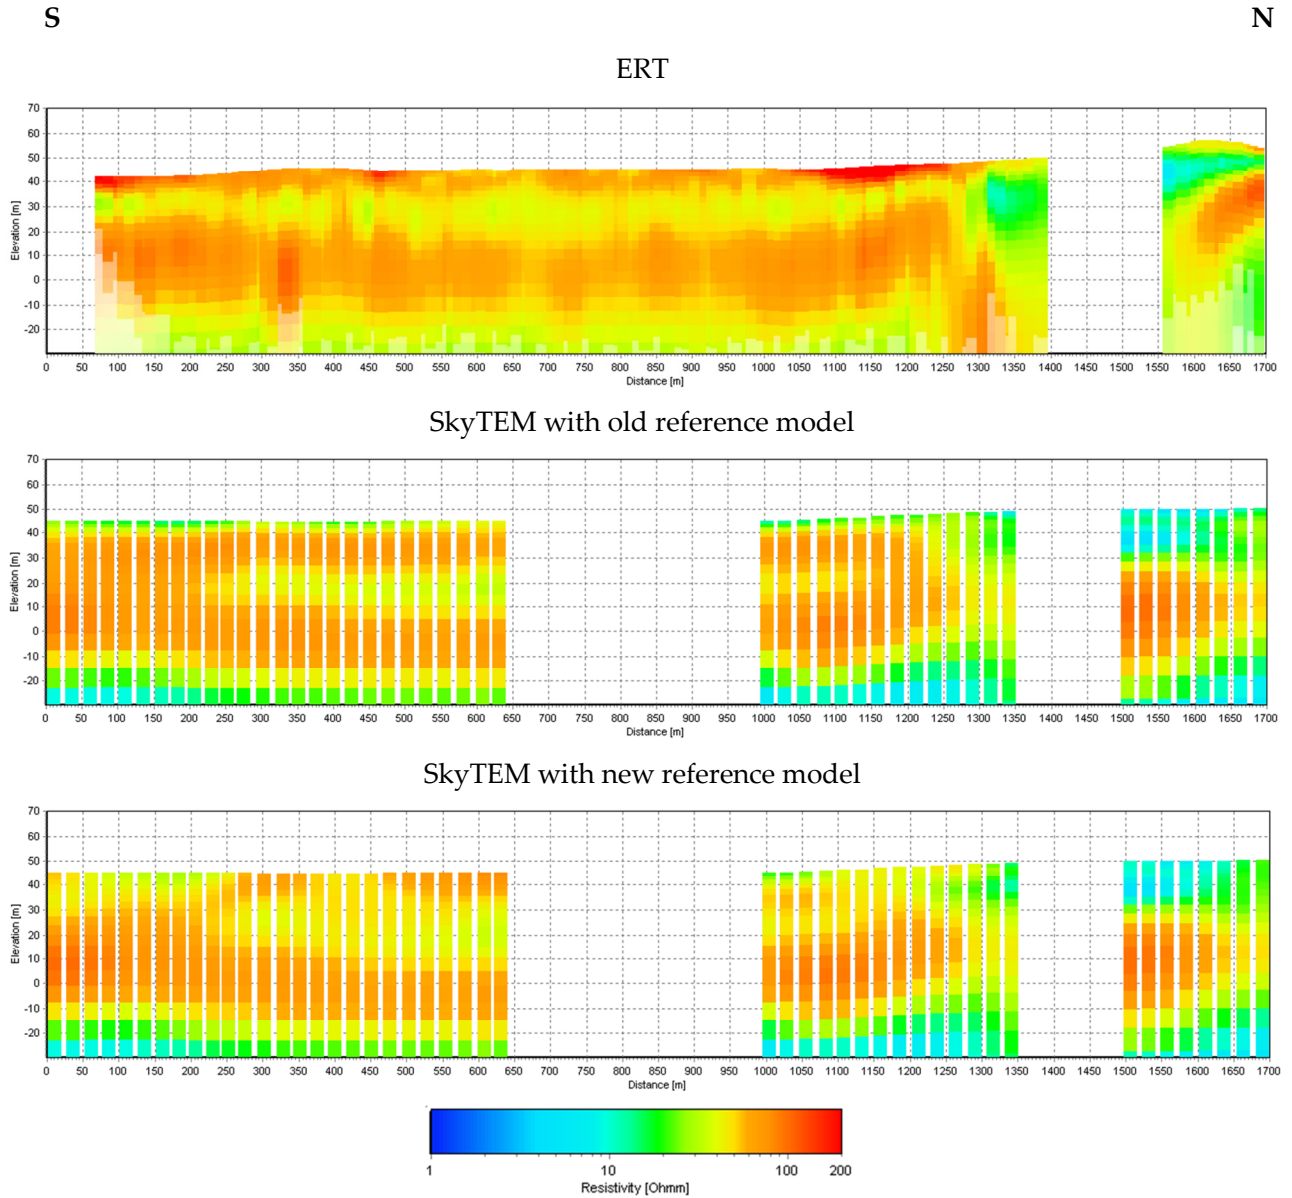 S N
ERT
70
60
50
40
30
20
10
0
-10
-20
Elevation [m]
0 50 100 150 200 250 300 350 400 450 500 550 600 650 700 750 800 850 900 950 1000 1050 1100 1150 1200 1250 1300 1350 1400 1450 1500 1550 1600 1650 1700
Distance [m]
SkyTEM with old reference model
70
60
50
40
30
20
10
0
-10
-20
Elevation [m]
0 50 100 150 200 250 300 350 400 450 500 550 600 650 700 750 800 850 900 950 1000 1050 1100 1150 1200 1250 1300 1350 1400 1450 1500 1550 1600 1650 1700
Distance [m]
SkyTEM with new reference model
70
60
50
40
30
20
10
0
-10
-20
Elevation [m]
0 50 100 150 200 250 300 350 400 450 500 550 600 650 700 750 800 850 900 950 1000 1050 1100 1150 1200 1250 1300 1350 1400 1450 1500 1550 1600 1650 1700
Distance [m]
1 10 100 200
Resistivity [Ohmm]